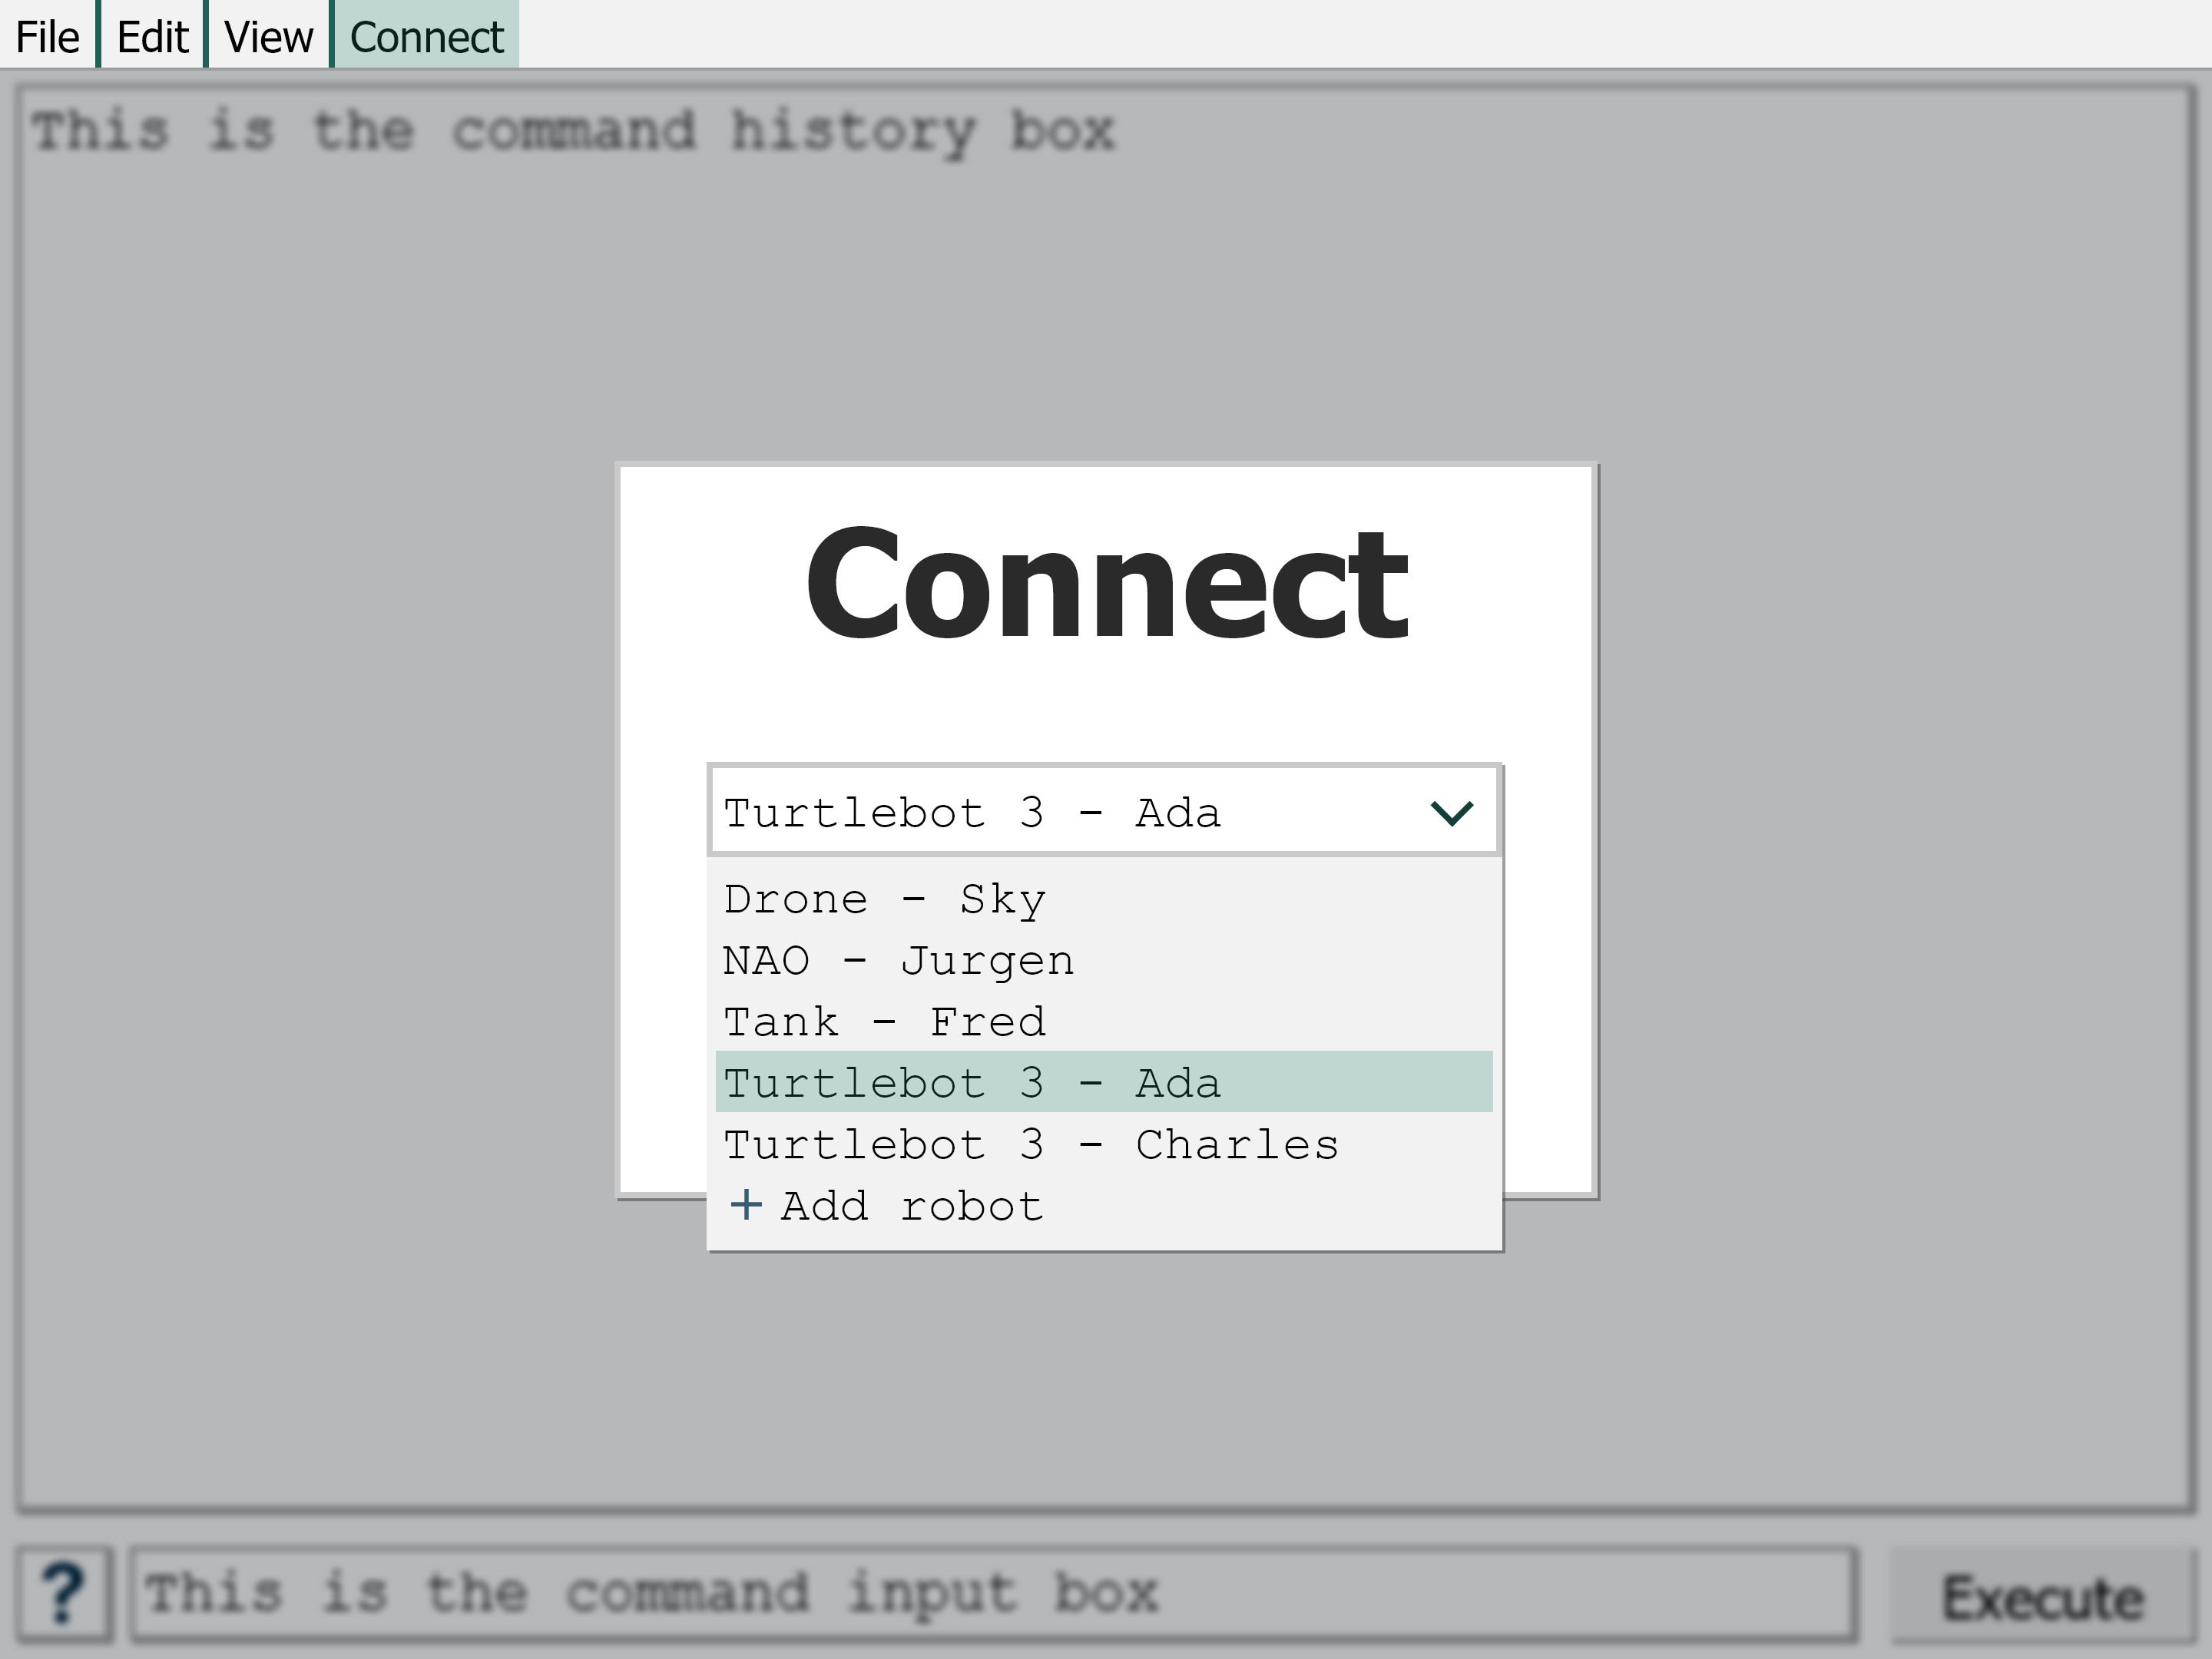 File Edit View Connect
This is the command history box
Connect
Turtlebot 3 - Ada
Drone - Sky
NAO - Jurgen
Tank - Fred
Turtlebot 3 - Ada
Turtlebot 3 - Charles
+ Add robot
? This is the command input box Execute